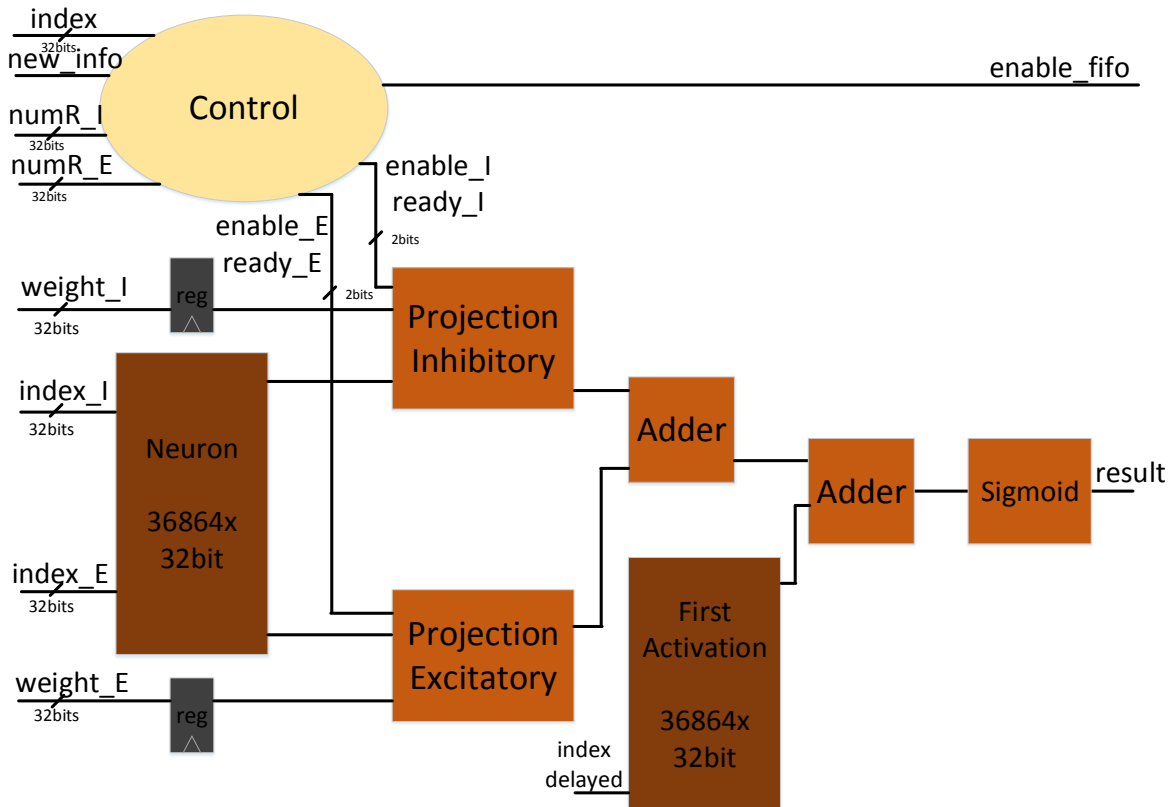 index
32bits
new_info
numR_I
32bits
numR_E
32bits
Control
enable_fifo
enable_I
ready_I
2bits
enable_E
ready_E
2bits
weight_I
32bits
reg
Projection
Inhibitory
index_I
32bits
Neuron
36864x
32bit
index_E
32bits
Adder
Adder
Sigmoid
result
Projection
Excitatory
weight_E
32bits
reg
First
Activation
36864x
32bit
index
delayed